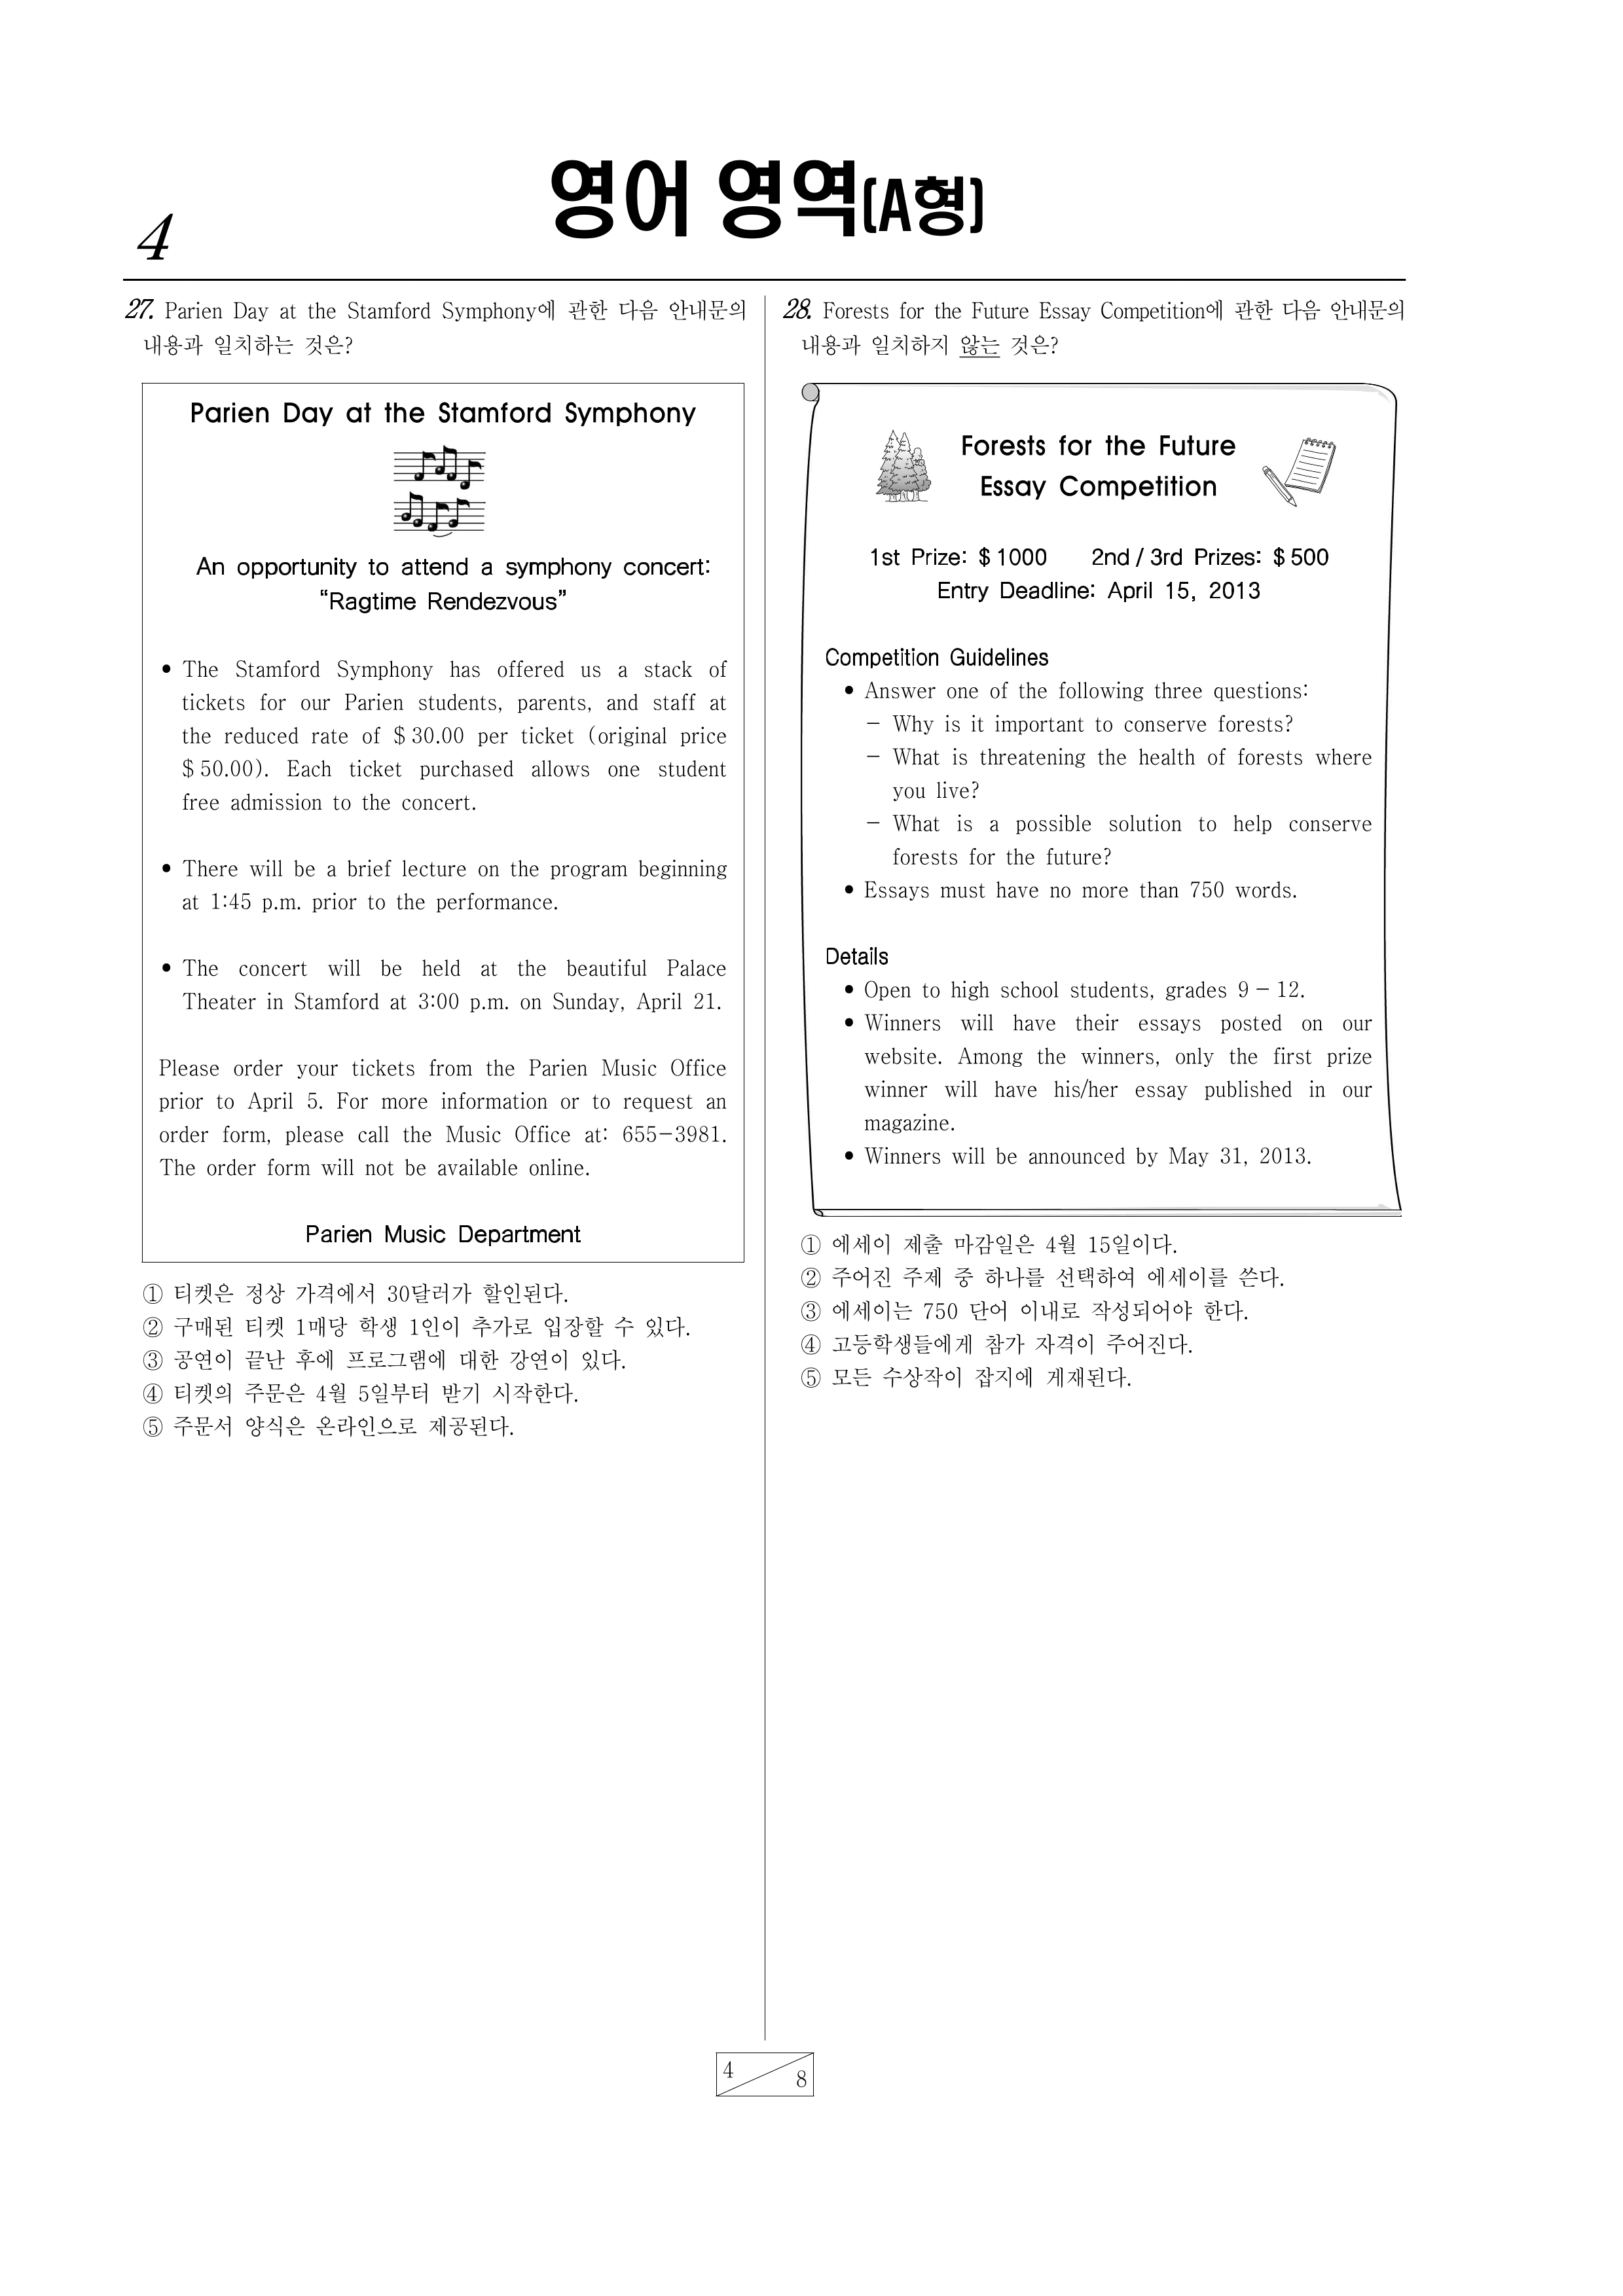 4
영어 영역(A형)
27. Parien Day at the Stamford Symphony에 관한 다음 안내문의
내용과 일치하는 것은?
Parien Day at the Stamford Symphony
An opportunity to attend a symphony concert:
“Ragtime Rendezvous”
• The Stamford Symphony has offered us a stack of
tickets for our Parien students, parents, and staff at
the reduced rate of $30.00 per ticket (original price
$50.00). Each ticket purchased allows one student
free admission to the concert.
• There will be a brief lecture on the program beginning
at 1:45 p.m. prior to the performance.
• The concert will be held at the beautiful Palace
Theater in Stamford at 3:00 p.m. on Sunday, April 21.
Please order your tickets from the Parien Music Office
prior to April 5. For more information or to request an
order form, please call the Music Office at: 655-3981.
The order form will not be available online.
Parien Music Department
① 티켓은 정상 가격에서 30달러가 할인된다.
② 구매된 티켓 1매당 학생 1인이 추가로 입장할 수 있다.
③ 공연이 끝난 후에 프로그램에 대한 강연이 있다.
④ 티켓의 주문은 4월 5일부터 받기 시작한다.
⑤ 주문서 양식은 온라인으로 제공된다.
28. Forests for the Future Essay Competition에 관한 다음 안내문의
내용과 일치하지 않는 것은?
Forests for the Future
Essay Competition
1st Prize: $1000 2nd / 3rd Prizes: $500
Entry Deadline: April 15, 2013
Competition Guidelines
• Answer one of the following three questions:
- Why is it important to conserve forests?
- What is threatening the health of forests where
you live?
- What is a possible solution to help conserve
forests for the future?
• Essays must have no more than 750 words.
Details
• Open to high school students, grades 9 - 12.
• Winners will have their essays posted on our
website. Among the winners, only the first prize
winner will have his/her essay published in our
magazine.
• Winners will be announced by May 31, 2013.
① 에세이 제출 마감일은 4월 15일이다.
② 주어진 주제 중 하나를 선택하여 에세이를 쓴다.
③ 에세이는 750 단어 이내로 작성되어야 한다.
④ 고등학생들에게 참가 자격이 주어진다.
⑤ 모든 수상작이 잡지에 게재된다.
4
8